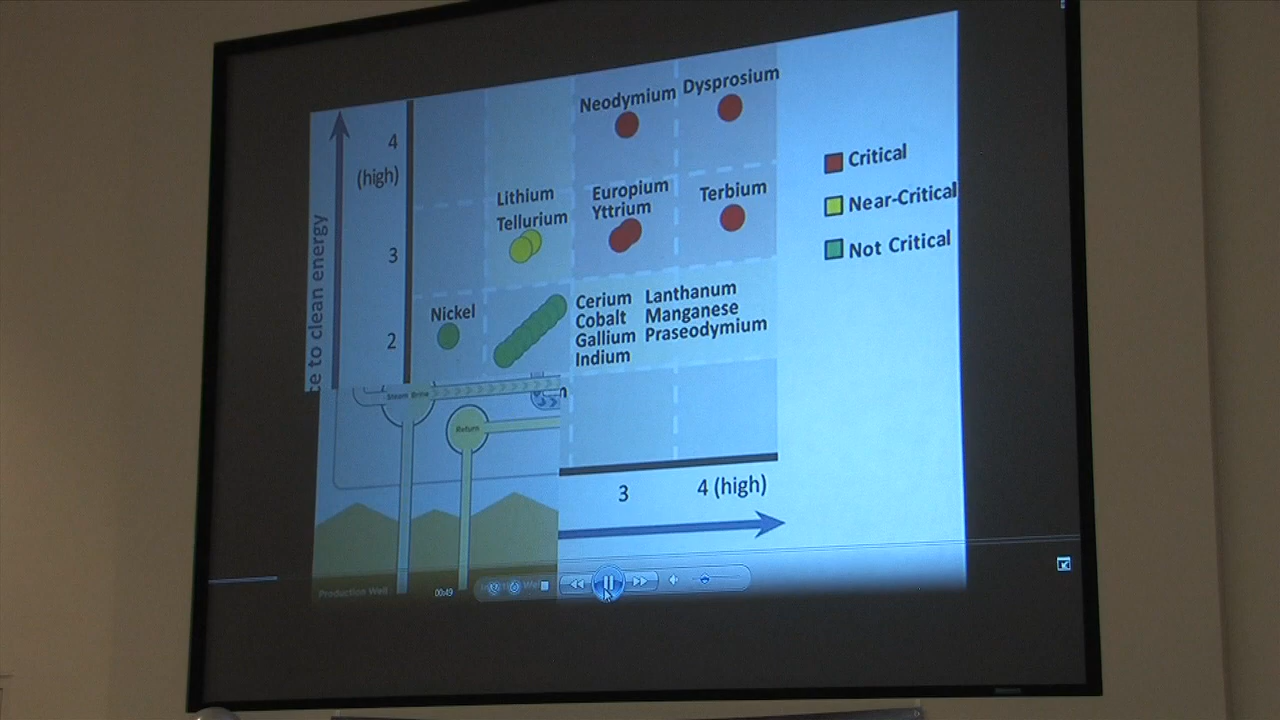 Dysprosium
Neodymium
4
(high)
Critical
Lithium
Europium
Terbium
Near-Critical
Tellurium
Yttrium
3
Not Critical
Nickel
Cerium Lanthanum
Cobalt Manganese
Gallium Praseodymium
Indium
2
ce to clean energy
Steam Brine
Return
3
4 (high)
Production Well
00:49